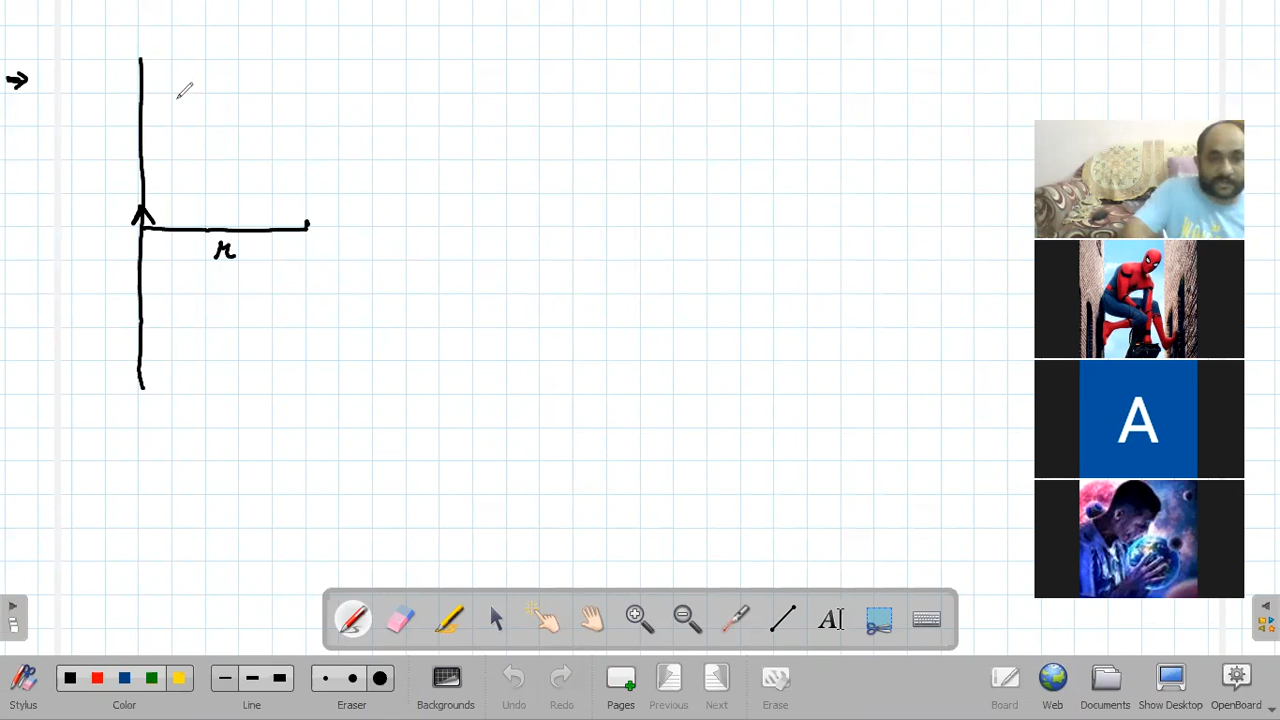 r
A
A
Stylus
Color
Line
Eraser
Backgrounds
Undo
Redo
Pages
Previous
Next
Erase
Board
Web
Documents
Show Desktop
OpenBoard